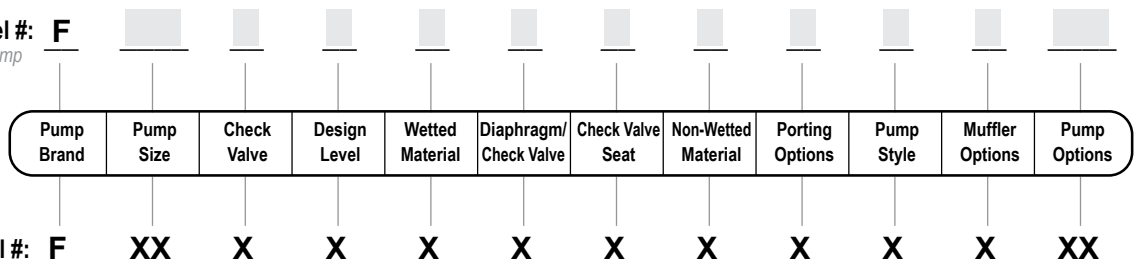 el #: F
mp
Pump Brand
Pump Size
Check Valve
Design Level
Wetted Material
Diaphragm/ Check Valve
Check Valve Seat
Non-Wetted Material
Porting Options
Pump Style
Muffler Options
Pump Options
l #: F XX X X X X X X X X X XX